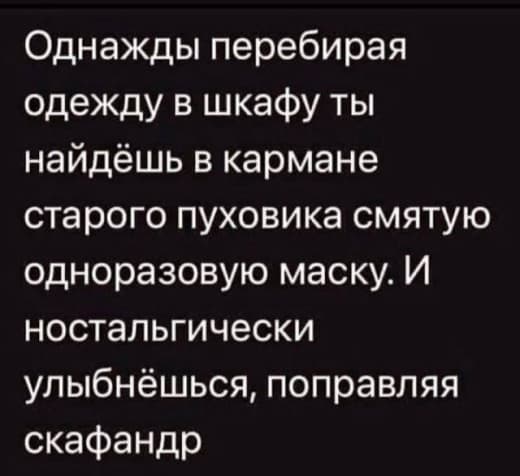 Однажды перебирая
одежду в шкафу ты
найдёшь в кармане
старого пуховика смятую
одноразовую маску. И
ностальгически
улыбнёшься, поправляя
скафандр